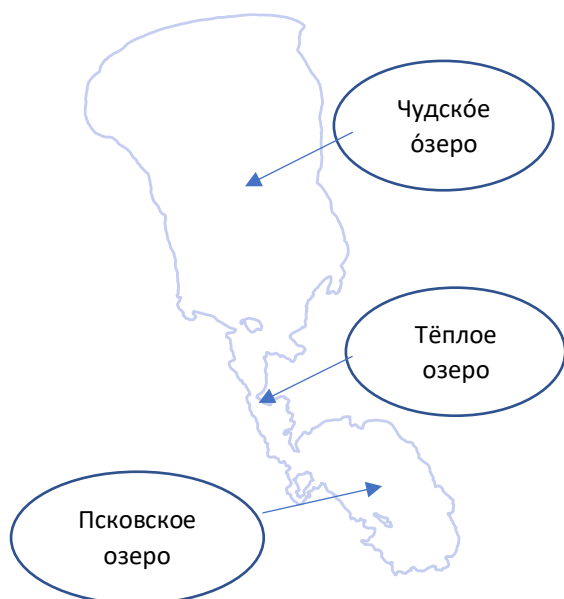 Чудско́е
о́зеро
Тёплое
озеро
Псковское
озеро